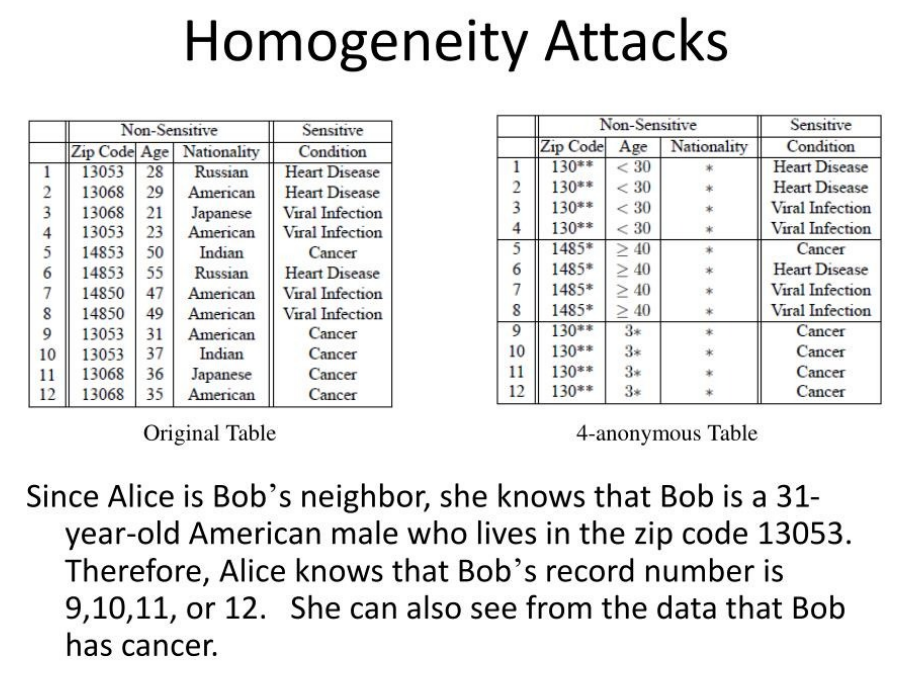 Homogeneity Attacks
Non-Sensitive Sensitive
Zip Code Age Nationality Condition
1 13053 28 Russian Heart Disease
2 13068 29 American Heart Disease
3 13068 21 Japanese Viral Infection
4 13053 23 American Viral Infection
5 14853 50 Indian Cancer
6 14853 55 Russian Heart Disease
7 14850 47 American Viral Infection
8 14850 49 American Viral Infection
9 13053 31 American Cancer
10 13053 37 Indian Cancer
11 13068 36 Japanese Cancer
12 13068 35 American Cancer
Original Table
Non-Sensitive Sensitive
Zip Code Age Nationality Condition
1 130** < 30 * Heart Disease
2 130** < 30 * Heart Disease
3 130** < 30 * Viral Infection
4 130** < 30 * Viral Infection
5 1485* ≥ 40 * Cancer
6 1485* ≥ 40 * Heart Disease
7 1485* ≥ 40 * Viral Infection
8 1485* ≥ 40 * Viral Infection
9 130** 3* * Cancer
10 130** 3* * Cancer
11 130** 3* * Cancer
12 130** 3* * Cancer
4-anonymous Table
Since Alice is Bob’s neighbor, she knows that Bob is a 31-
year-old American male who lives in the zip code 13053.
Therefore, Alice knows that Bob’s record number is
9,10,11, or 12. She can also see from the data that Bob
has cancer.